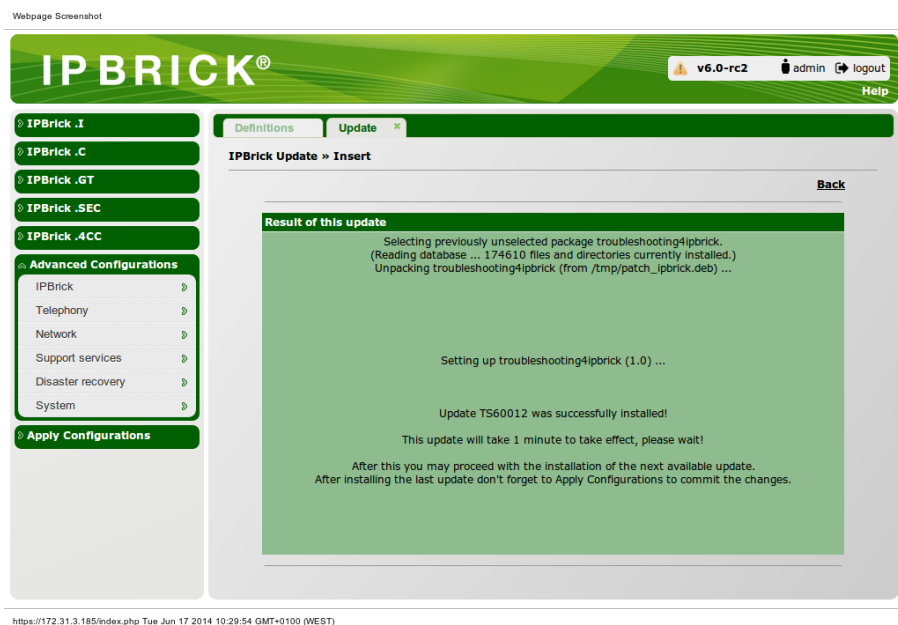 Webpage Screenshot
IPBRICK®
v6.0-rc2 admin logout
Help
IPBrick .I
IPBrick .C
IPBrick .GT
IPBrick .SEC
IPBrick .4CC
Advanced Configurations
IPBrick
Telephony
Network
Support services
Disaster recovery
System
Apply Configurations
Definitions
Update
IPBrick Update » Insert
Back
Result of this update
Selecting previously unselected package troubleshooting4ipbrick.
(Reading database ... 174610 files and directories currently installed.)
Unpacking troubleshooting4ipbrick (from /tmp/patch_ipbrick.deb) ...
Setting up troubleshooting4ipbrick (1.0) ...
Update TS60012 was successfully installed!
This update will take 1 minute to take effect, please wait!
After this you may proceed with the installation of the next available update.
After installing the last update don't forget to Apply Configurations to commit the changes.
https://172.31.3.185/index.php Tue Jun 17 2014 10:29:54 GMT+0100 (WEST)